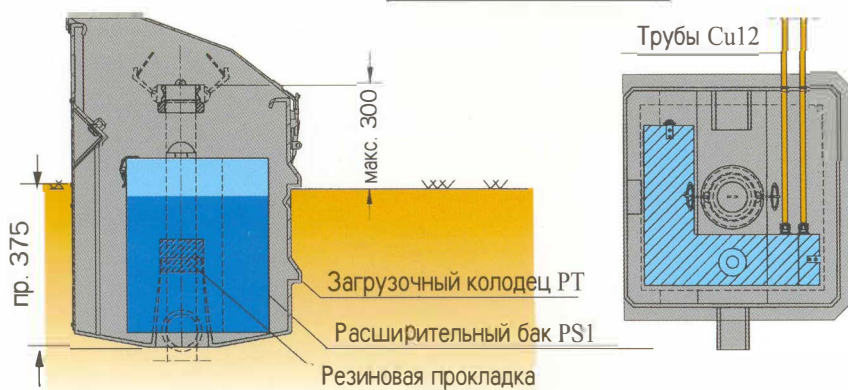 Трубы Cu12
макс. 300
пр. 375
Загрузочный колодец PT
Расширительный бак PS1
Резиновая прокладка